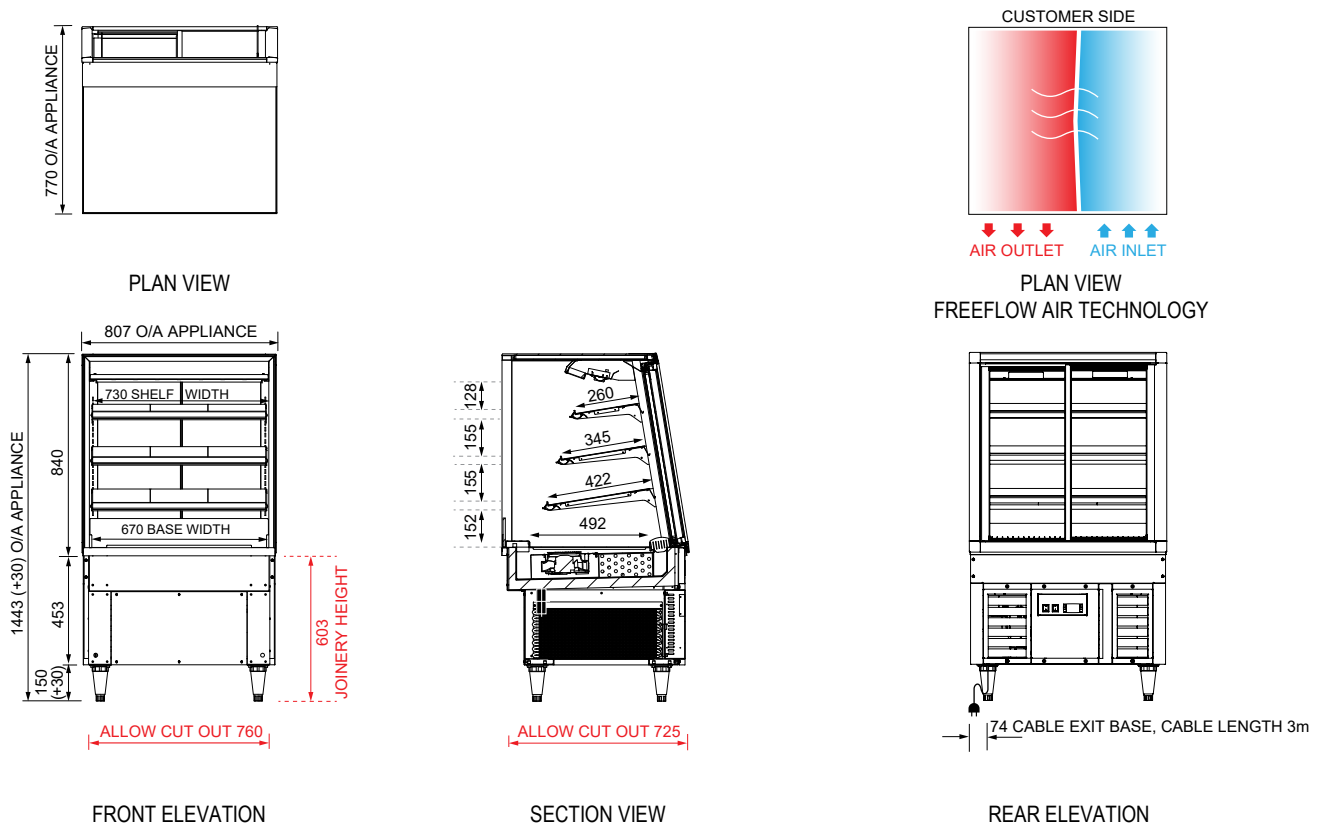 CUSTOMER SIDE
770 O/A APPLIANCE
AIR OUTLET
AIR INLET
PLAN VIEW
PLAN VIEW
FREEFLOW AIR TECHNOLOGY
807 O/A APPLIANCE
1443 (+30) O/A APPLIANCE
840
453
150
(+30)
730 SHELF WIDTH
670 BASE WIDTH
603
JOINERY HEIGHT
ALLOW CUT OUT 760
128
155
155
152
260
345
422
492
ALLOW CUT OUT 725
74 CABLE EXIT BASE, CABLE LENGTH 3m
FRONT ELEVATION
SECTION VIEW
REAR ELEVATION